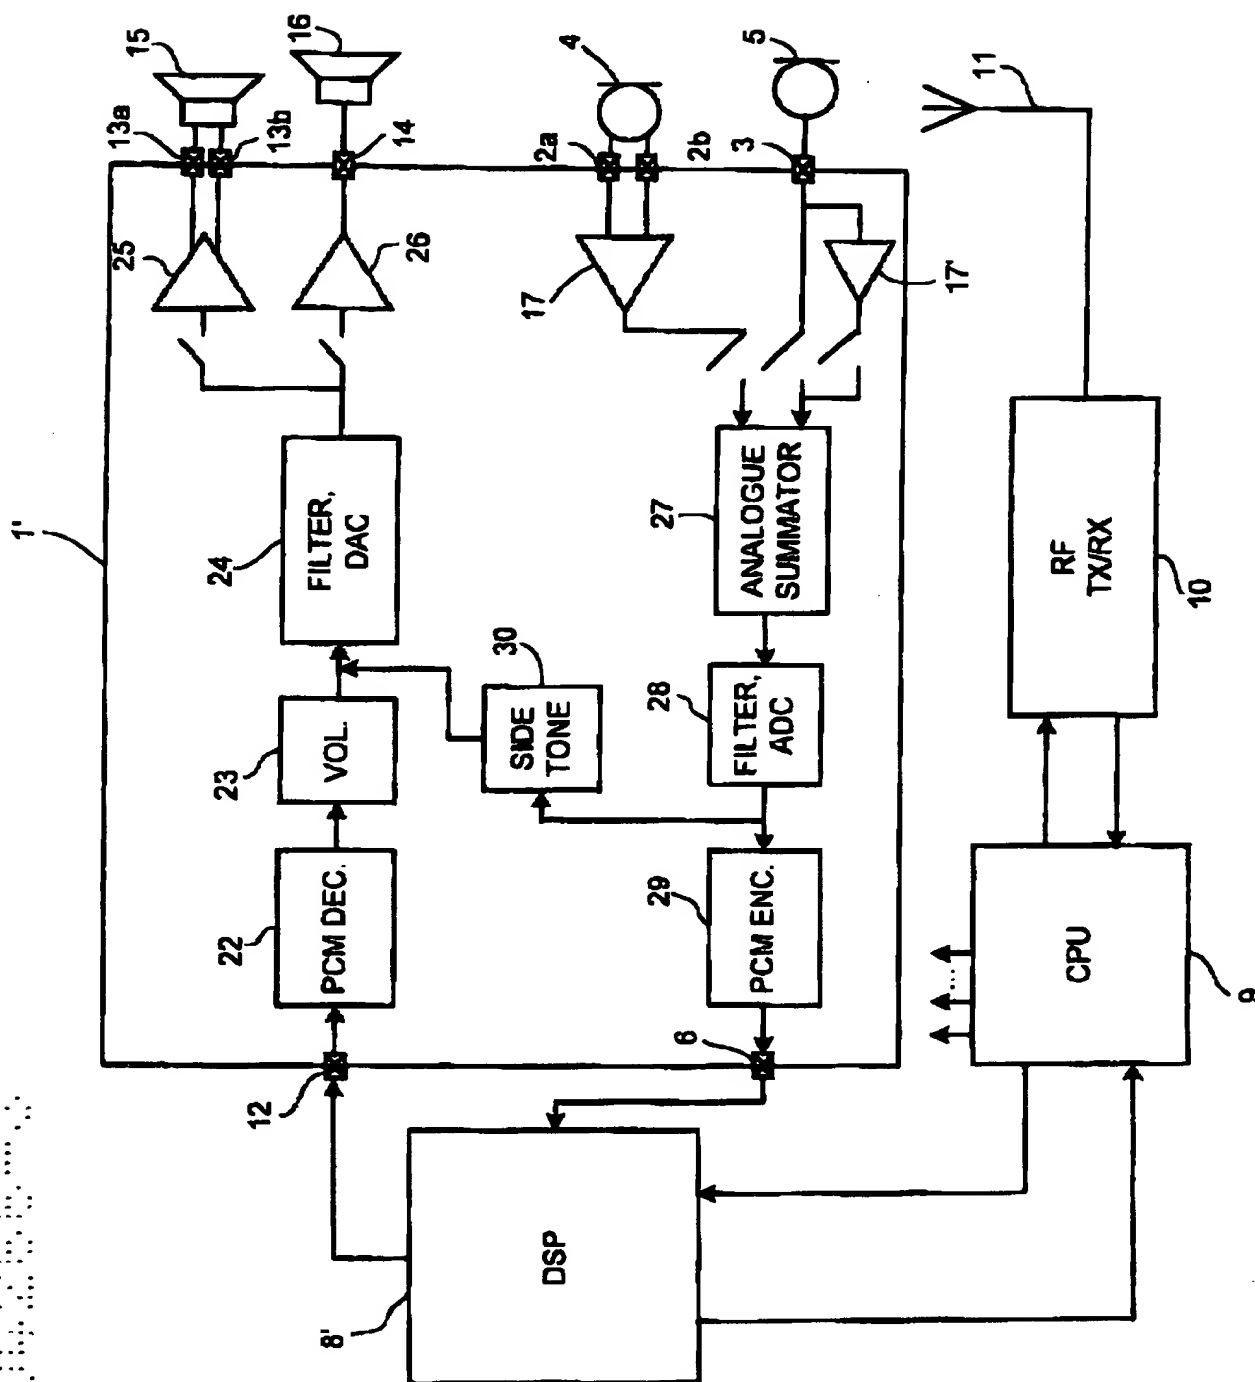 1'
15
13a
13b
25
16
14
26
4
2a
2b
17
5
3
17'
11
24
FILTER,
DAC
23
VOL.
22
PCM DEC.
12
30
SIDE
TONE
27
ANALOGUE
SUMMATOR
28
FILTER,
ADC
29
PCM ENC.
6
8'
DSP
CPU
...
9
RF
TX/RX
10